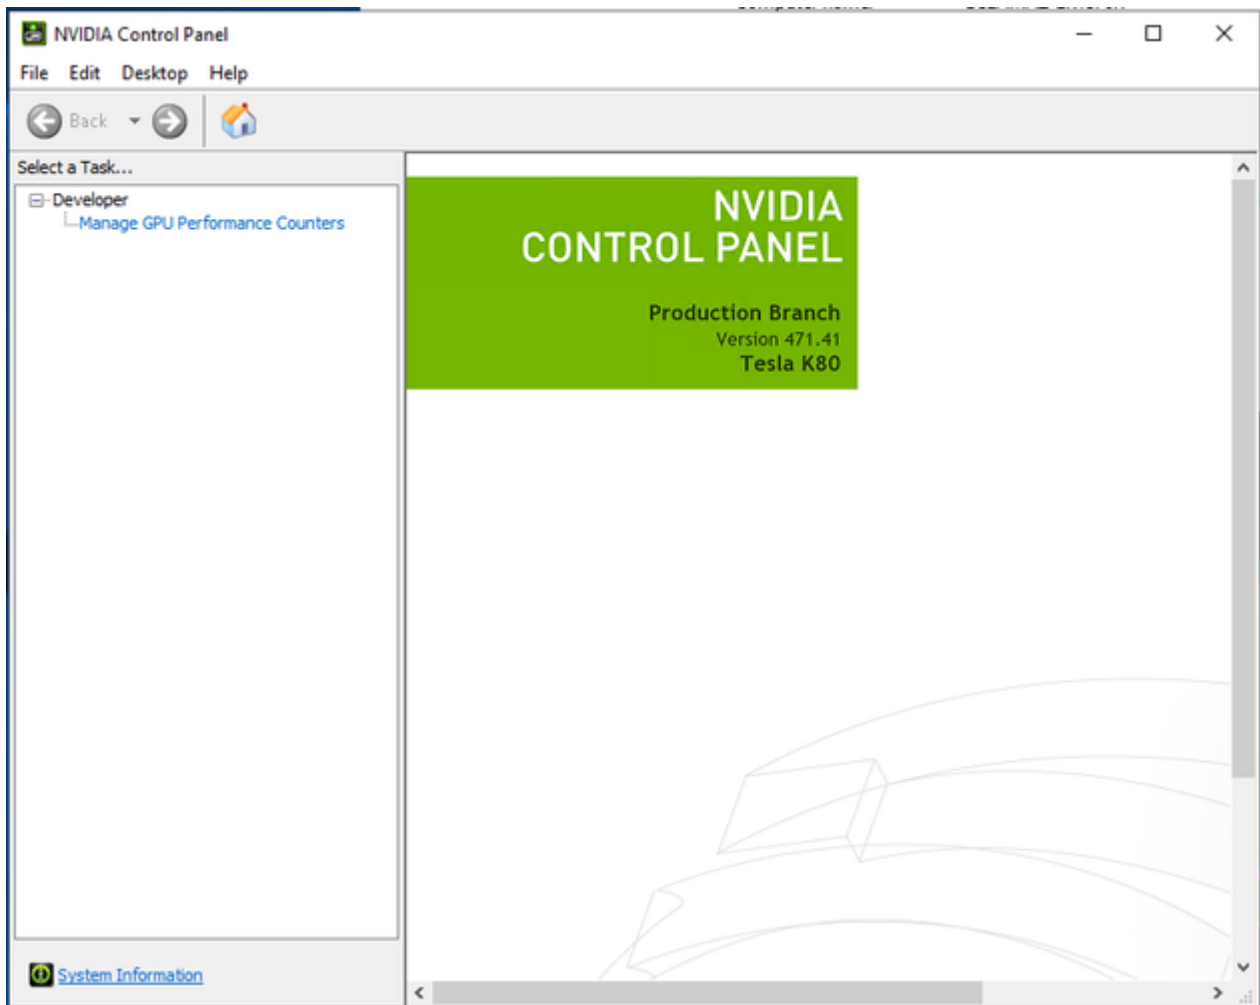 NVIDIA Control Panel
File Edit Desktop Help
Back
Select a Task...
Developer
Manage GPU Performance Counters
NVIDIA
CONTROL PANEL
Production Branch
Version 471.41
Tesla K80
System Information